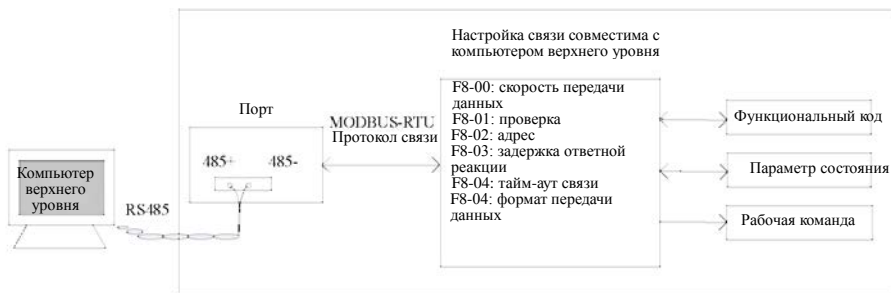 Настройка связи совместима с
компьютером верхнего уровня
F8-00: скорость передачи
данных
F8-01: проверка
F8-02: адрес
F8-03: задержка ответной
реакции
F8-04: тайм-аут связи
F8-04: формат передачи
данных
Порт
485+ 485-
MODBUS-RTU
Протокол связи
Компьютер
верхнего
уровня
RS485
Функциональный код
Параметр состояния
Рабочая команда